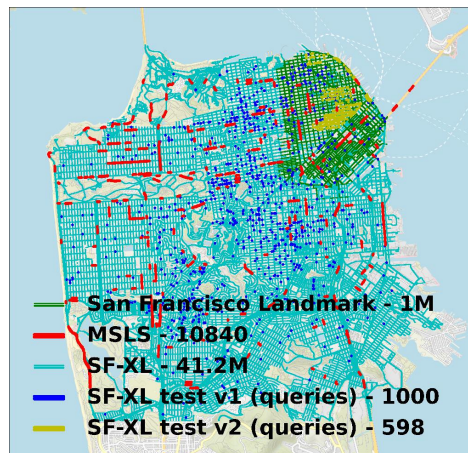 San Francisco Landmark - 1M
MSLS - 10840
SF-XL - 41.2M
SF-XL test v1 (queries) - 1000
SF-XL test v2 (queries) - 598